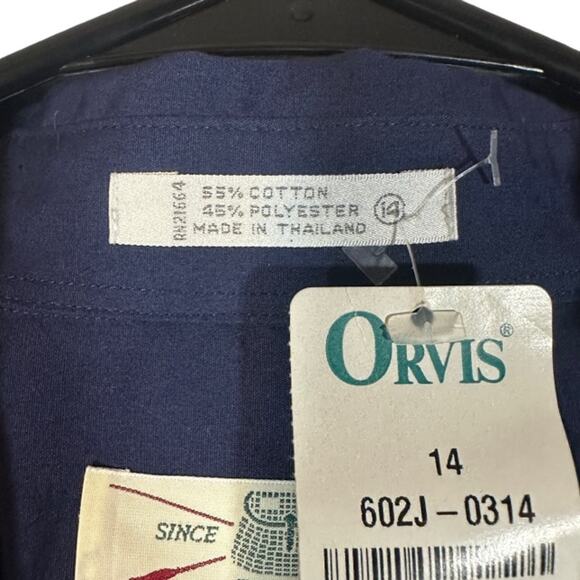 RN21664
55% COTTON
45% POLYESTER 14
MADE IN THAILAND
ORVIS®
14
602J-0314
SINCE